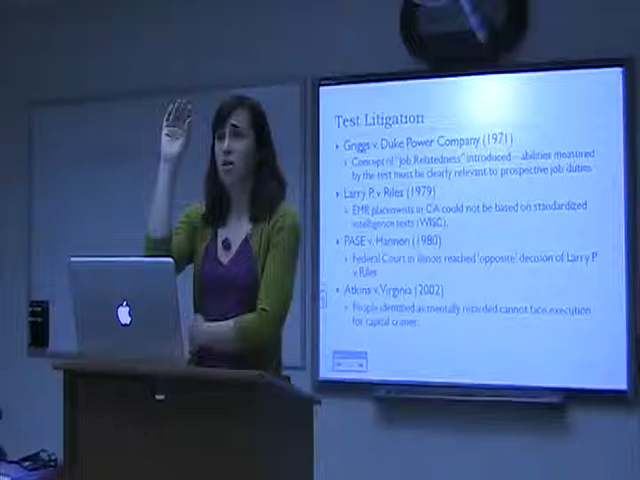 Test Litigation
Griggs v. Duke Power Company (1971)
Concept of "Job Relatedness" introduced - abilities measured
by the test must be clearly relevant to prospective job duties
Larry P. v Riles (1979)
EMR placements in CA could not be based on standardized
intelligence tests (WISC).
PASE v. Hannon (1980)
Federal Court in Illinois reached 'opposite' decision of Larry P
v. Riles
Atkins v. Virginia (2002)
People identified as mentally retarded cannot face execution
for capital crimes.